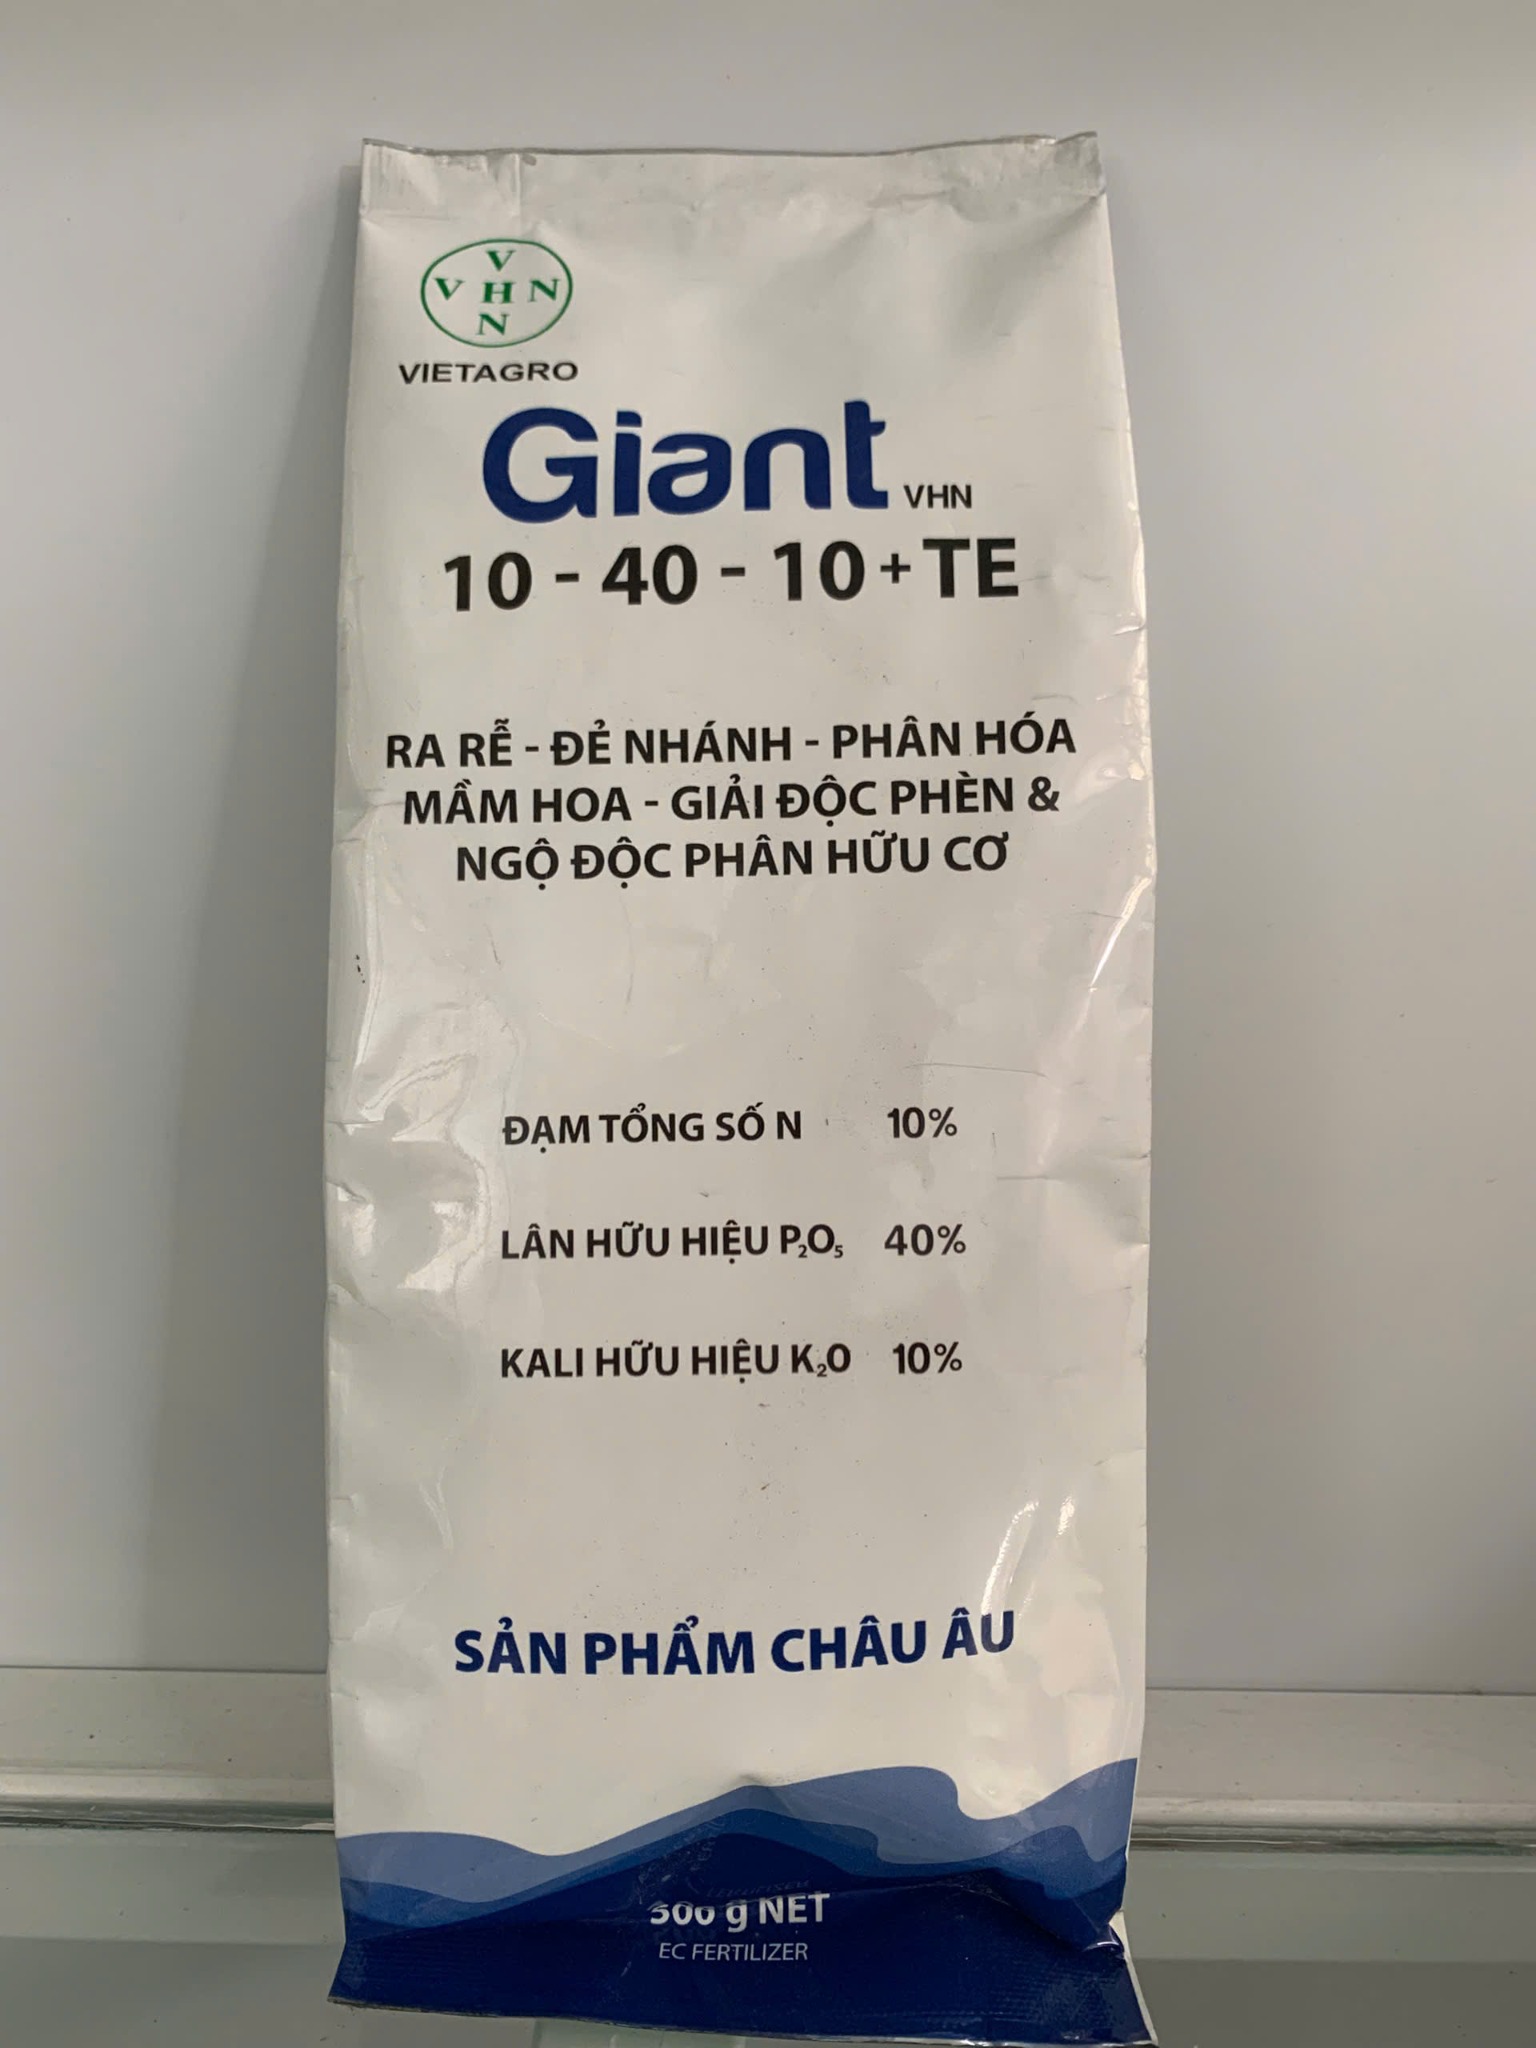 V
V H N
N
VIETAGRO
Giant VHN
10 - 40 - 10 + TE
RA RỄ - ĐẺ NHÁNH - PHÂN HÓA
MẦM HOA - GIẢI ĐỘC PHÈN &
NGỘ ĐỘC PHÂN HỮU CƠ
ĐẠM TỔNG SỐ N 10%
LÂN HỮU HIỆU P₂O₅ 40%
KALI HỮU HIỆU K₂O 10%
SẢN PHẨM CHÂU ÂU
500 g NET
EC FERTILIZER